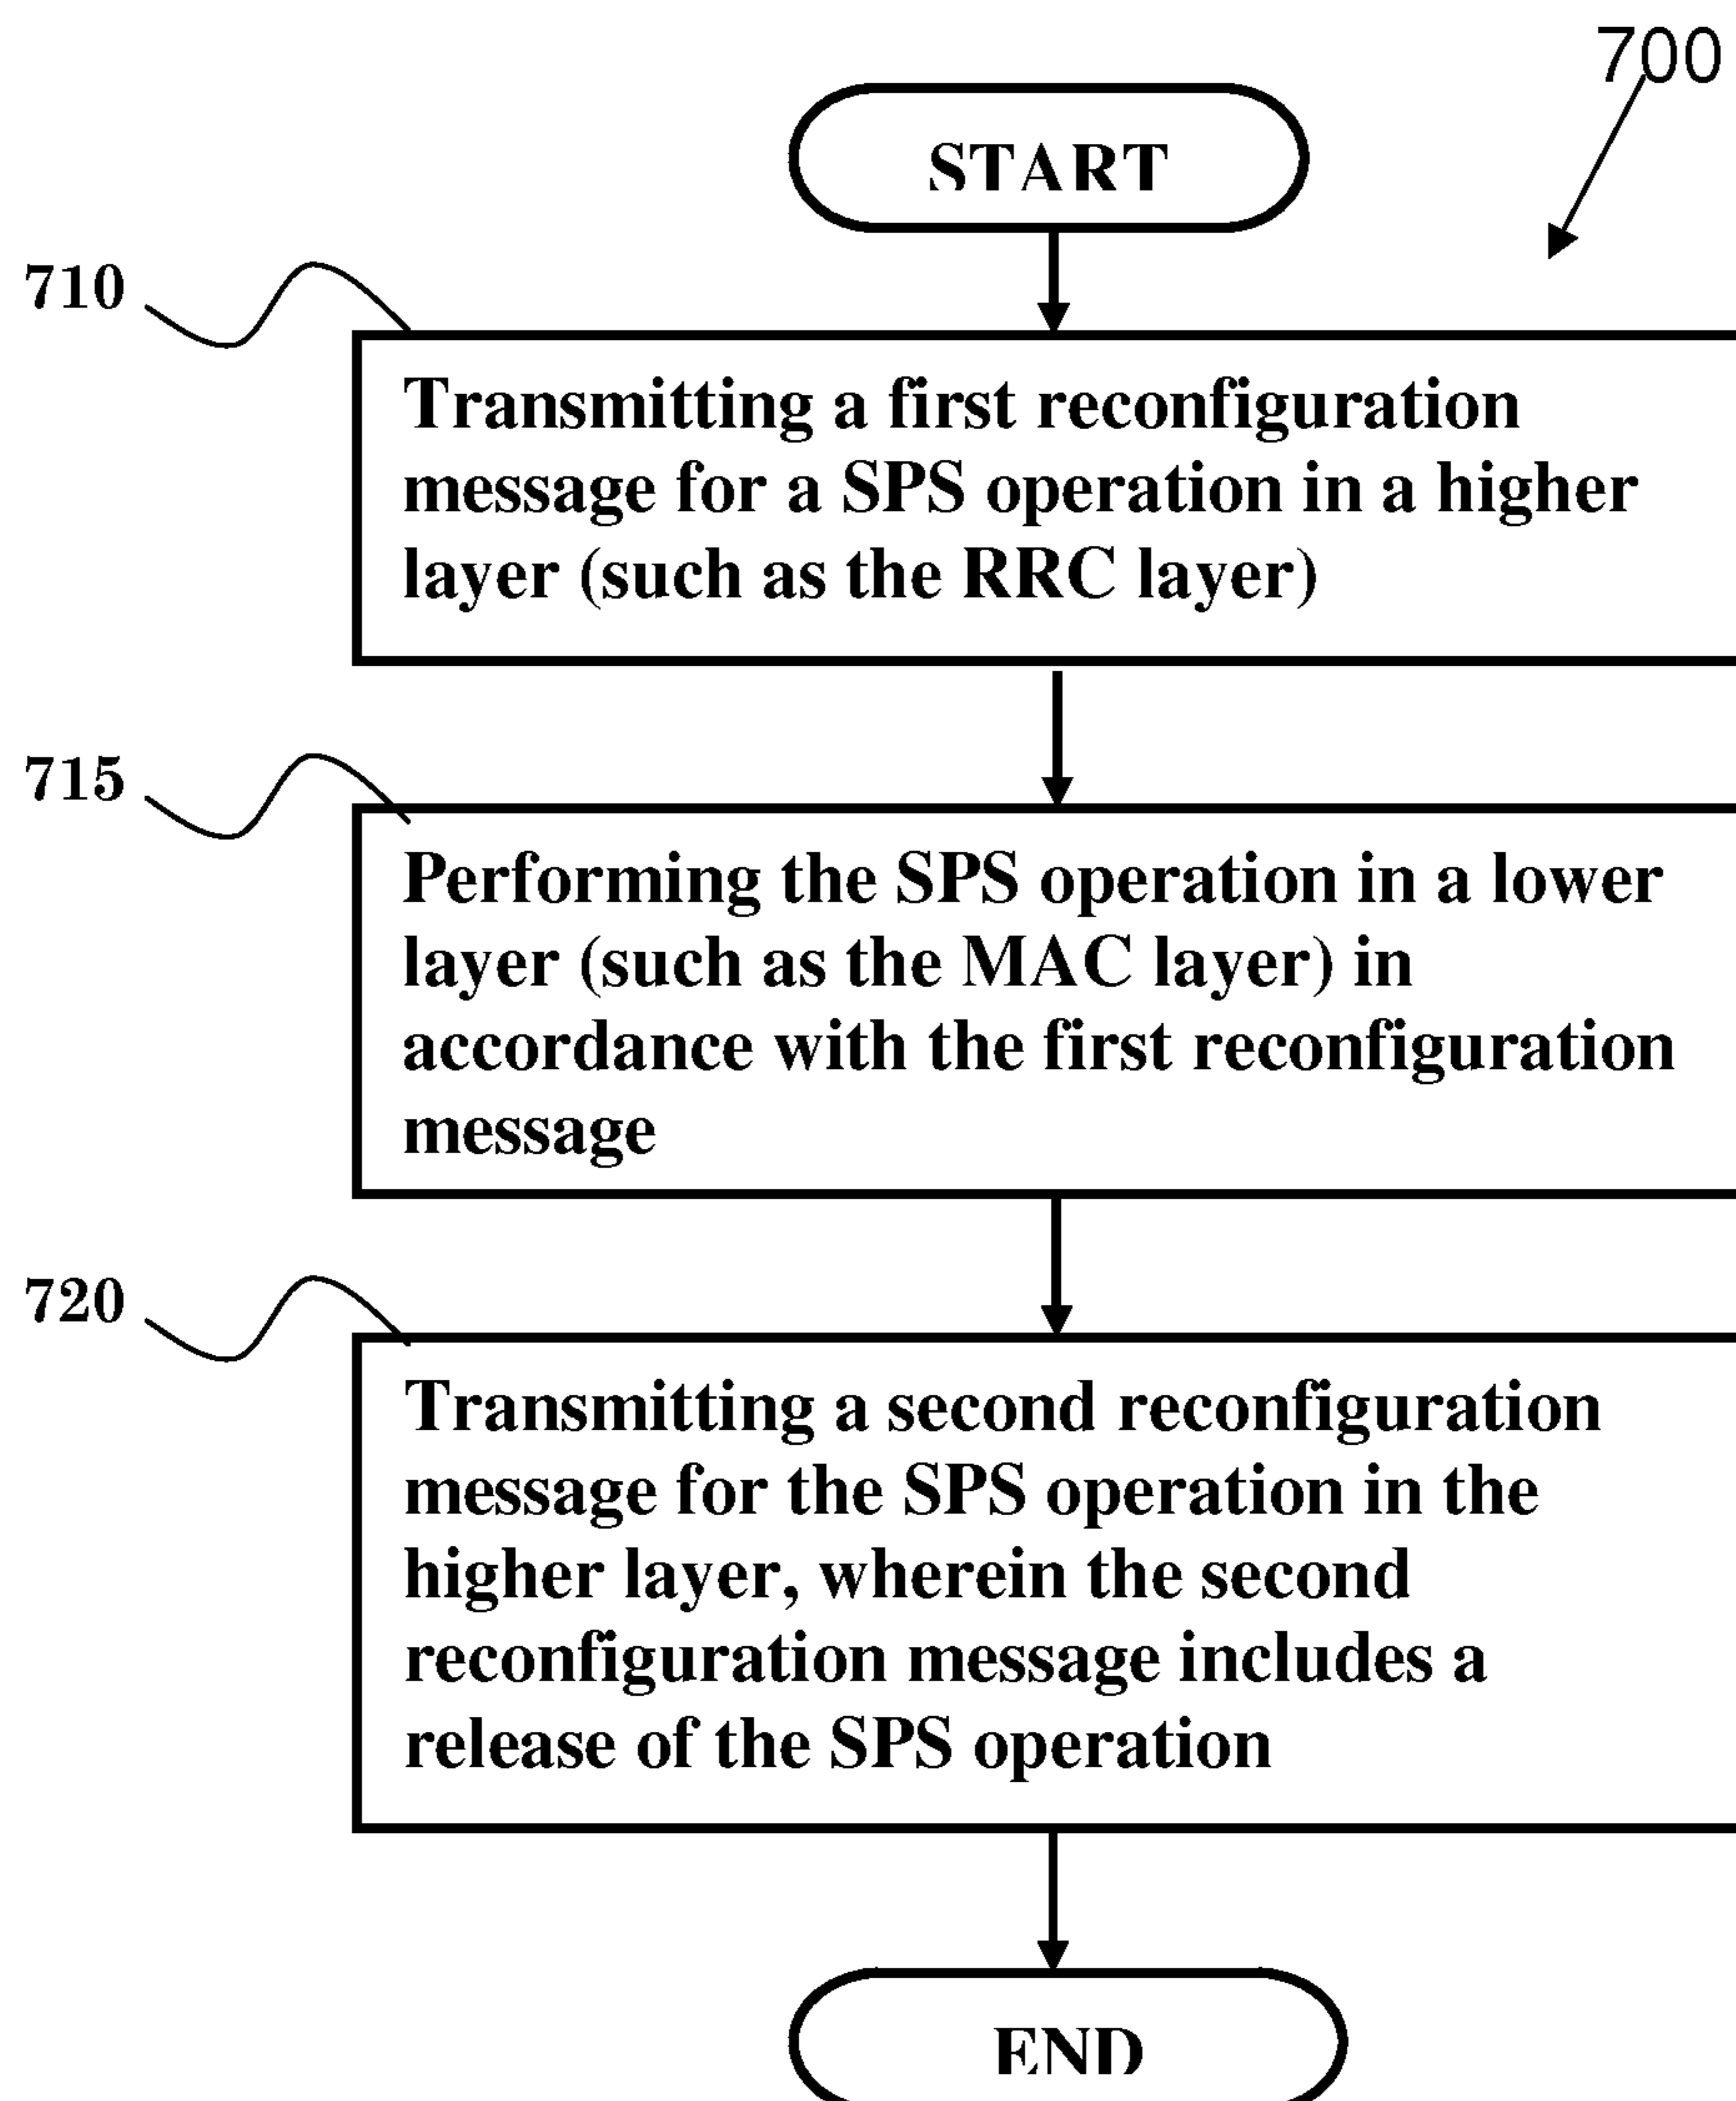 700
START
710
Transmitting a first reconfiguration
message for a SPS operation in a higher
layer (such as the RRC layer)
715
Performing the SPS operation in a lower
layer (such as the MAC layer) in
accordance with the first reconfiguration
message
720
Transmitting a second reconfiguration
message for the SPS operation in the
higher layer, wherein the second
reconfiguration message includes a
release of the SPS operation
END